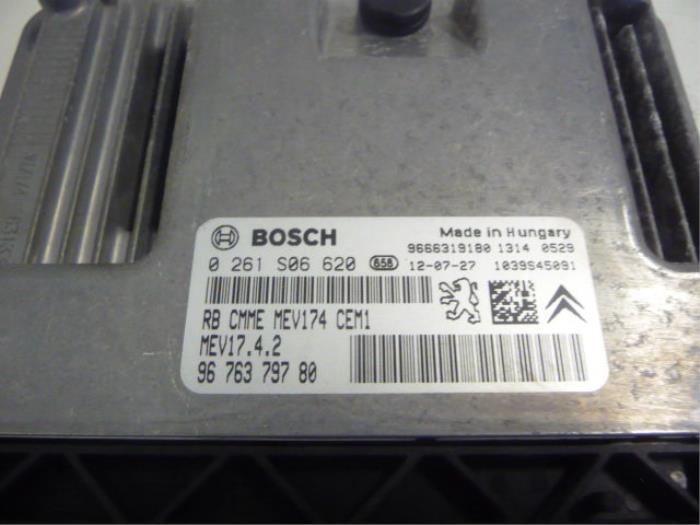 BOSCH
Made in Hungary
9666319180 1314 0529
0 261 S06 620 858 12-07-27 1039S45091
RB CMME MEV174 CEM1
MEV17.4.2
96 763 797 80